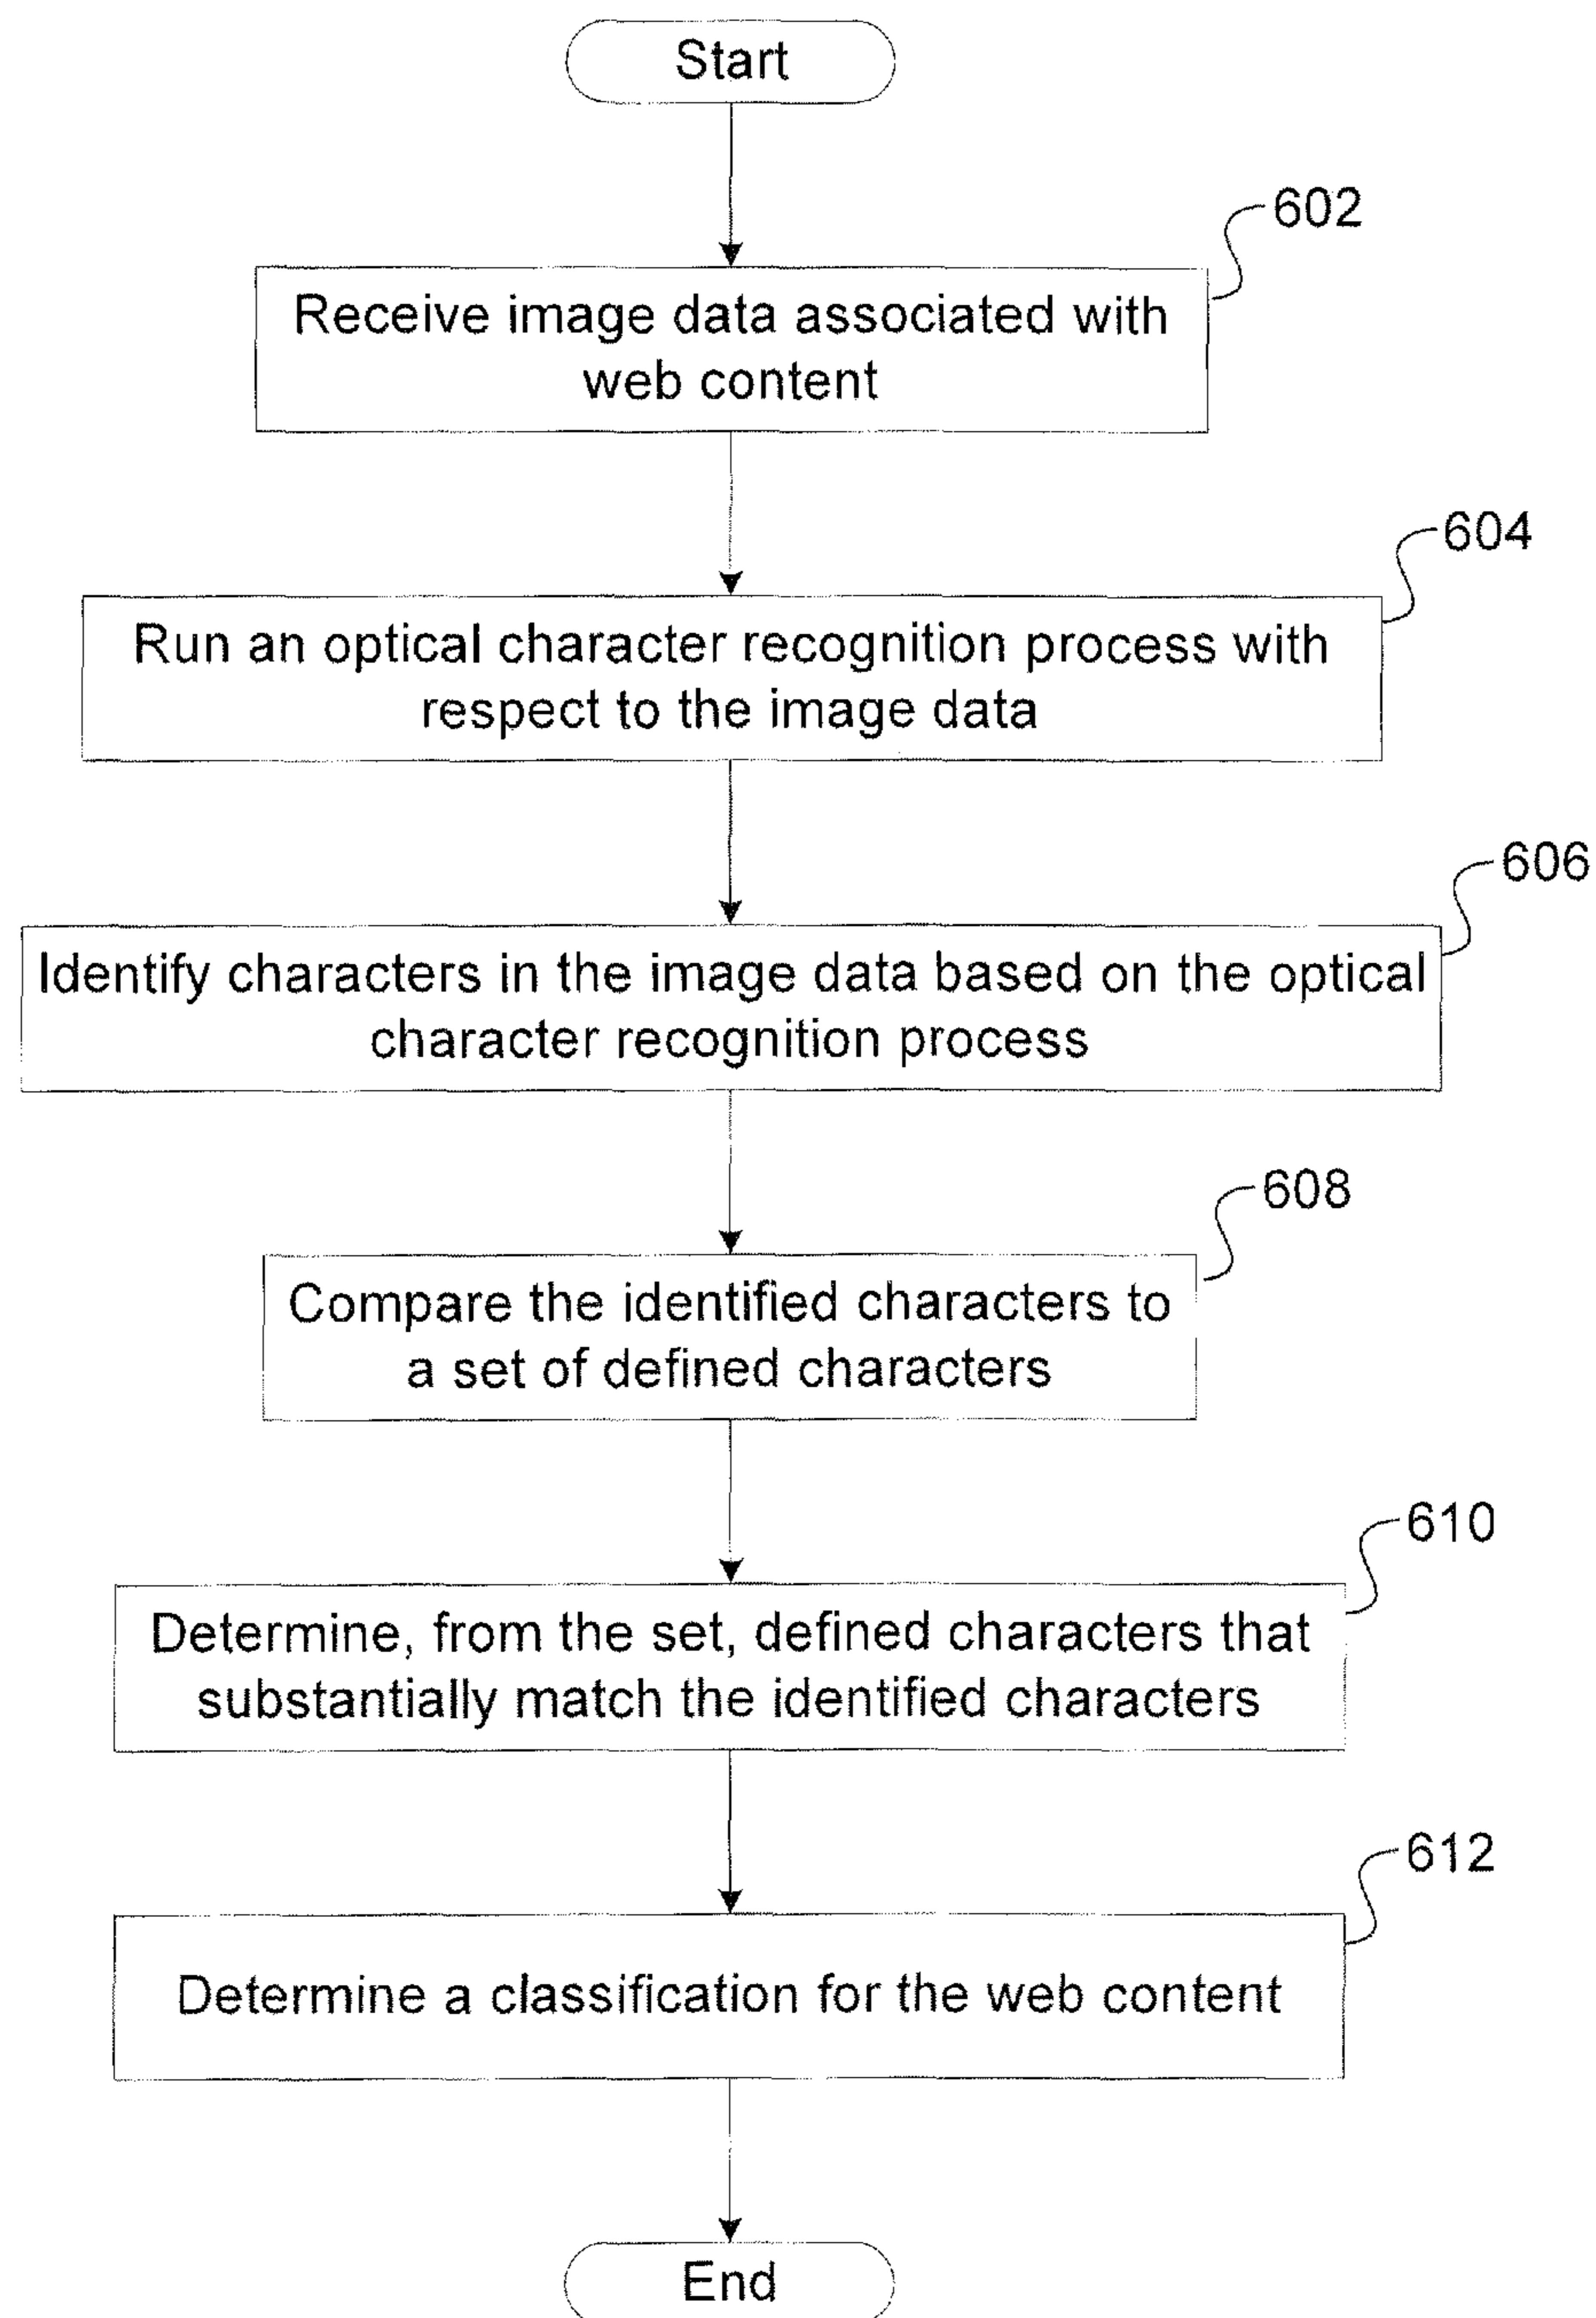 Start
602
Receive image data associated with
web content
604
Run an optical character recognition process with
respect to the image data
606
Identify characters in the image data based on the optical
character recognition process
608
Compare the identified characters to
a set of defined characters
610
Determine, from the set, defined characters that
substantially match the identified characters
612
Determine a classification for the web content
End